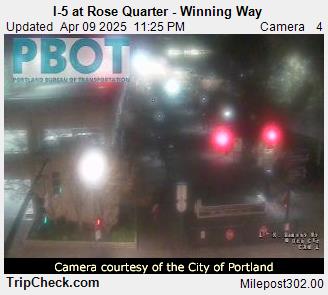 I-5 at Rose Quarter - Winning Way
Updated Apr 09 2025 11:25 PM Camera 4
PBOT
PORTLAND BUREAU OF TRANSPORTATION
Camera courtesy of the City of Portland
TripCheck.com Milepost302.00